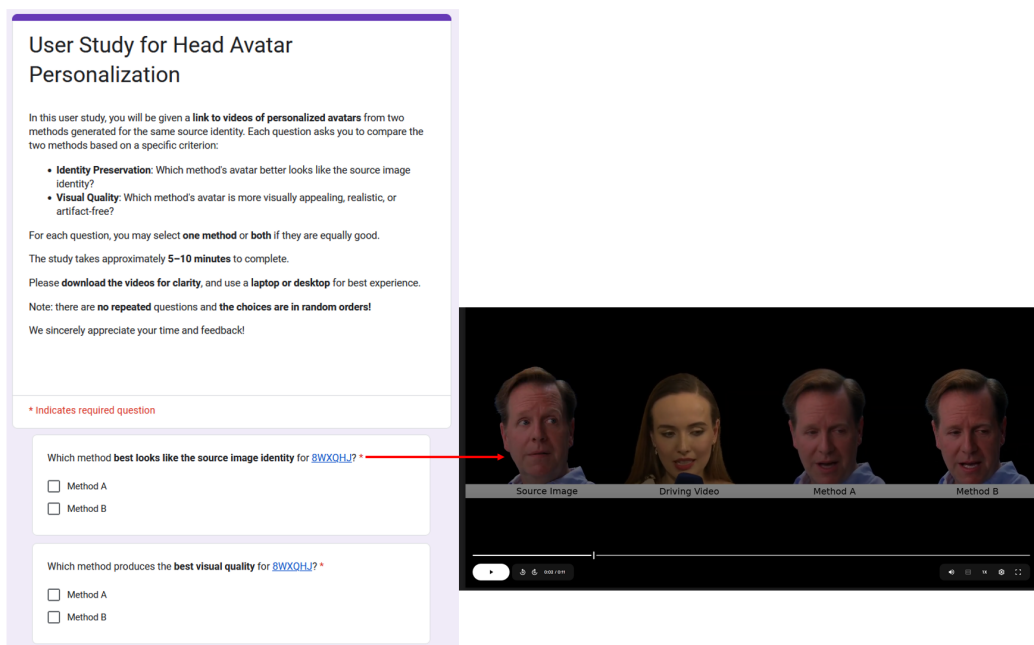 User Study for Head Avatar
Personalization
In this user study, you will be given a link to videos of personalized avatars from two
methods generated for the same source identity. Each question asks you to compare the
two methods based on a specific criterion:
• Identity Preservation: Which method's avatar better looks like the source image
identity?
• Visual Quality: Which method's avatar is more visually appealing, realistic, or
artifact-free?
For each question, you may select one method or both if they are equally good.
The study takes approximately 5–10 minutes to complete.
Please download the videos for clarity, and use a laptop or desktop for best experience.
Note: there are no repeated questions and the choices are in random orders!
We sincerely appreciate your time and feedback!
* Indicates required question
Which method best looks like the source image identity for 8WXQHJ? *
Method A
Method B
Which method produces the best visual quality for 8WXQHJ? *
Method A
Method B
Source Image Driving Video Method A Method B
0:03 / 0:11 1X